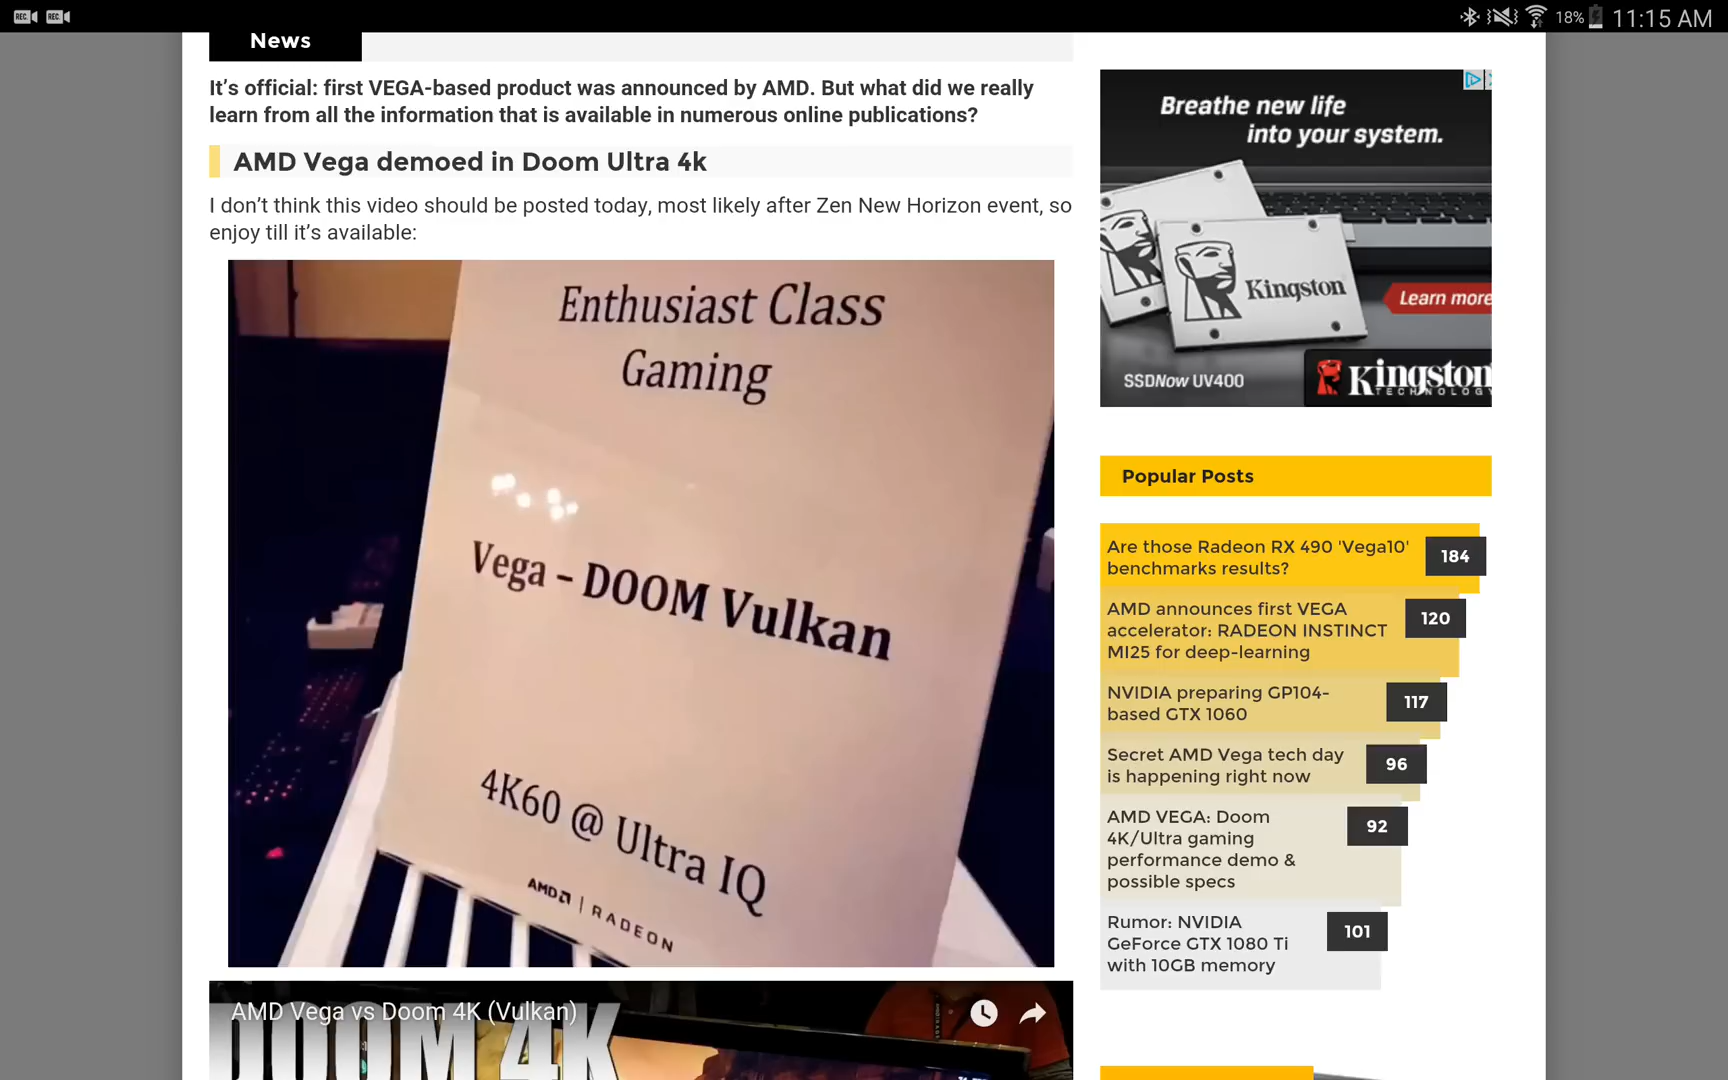 REC REC 18% 11:15 AM
News
It’s official: first VEGA-based product was announced by AMD. But what did we really
learn from all the information that is available in numerous online publications?
AMD Vega demoed in Doom Ultra 4k
I don’t think this video should be posted today, most likely after Zen New Horizon event, so
enjoy till it’s available:
Enthusiast Class
Gaming
Vega – DOOM Vulkan
4K60 @ Ultra IQ
AMD | RADEON
AMD Vega vs Doom 4K (Vulkan)
DOOM 4K
Breathe new life
into your system.
Kingston
Learn more
SSDNow UV400
Kingston
TECHNOLOGY
Popular Posts
Are those Radeon RX 490 'Vega10'
benchmarks results?
184
AMD announces first VEGA
accelerator: RADEON INSTINCT
MI25 for deep-learning
120
NVIDIA preparing GP104-
based GTX 1060
117
Secret AMD Vega tech day
is happening right now
96
AMD VEGA: Doom
4K/Ultra gaming
performance demo &
possible specs
92
Rumor: NVIDIA
GeForce GTX 1080 Ti
with 10GB memory
101